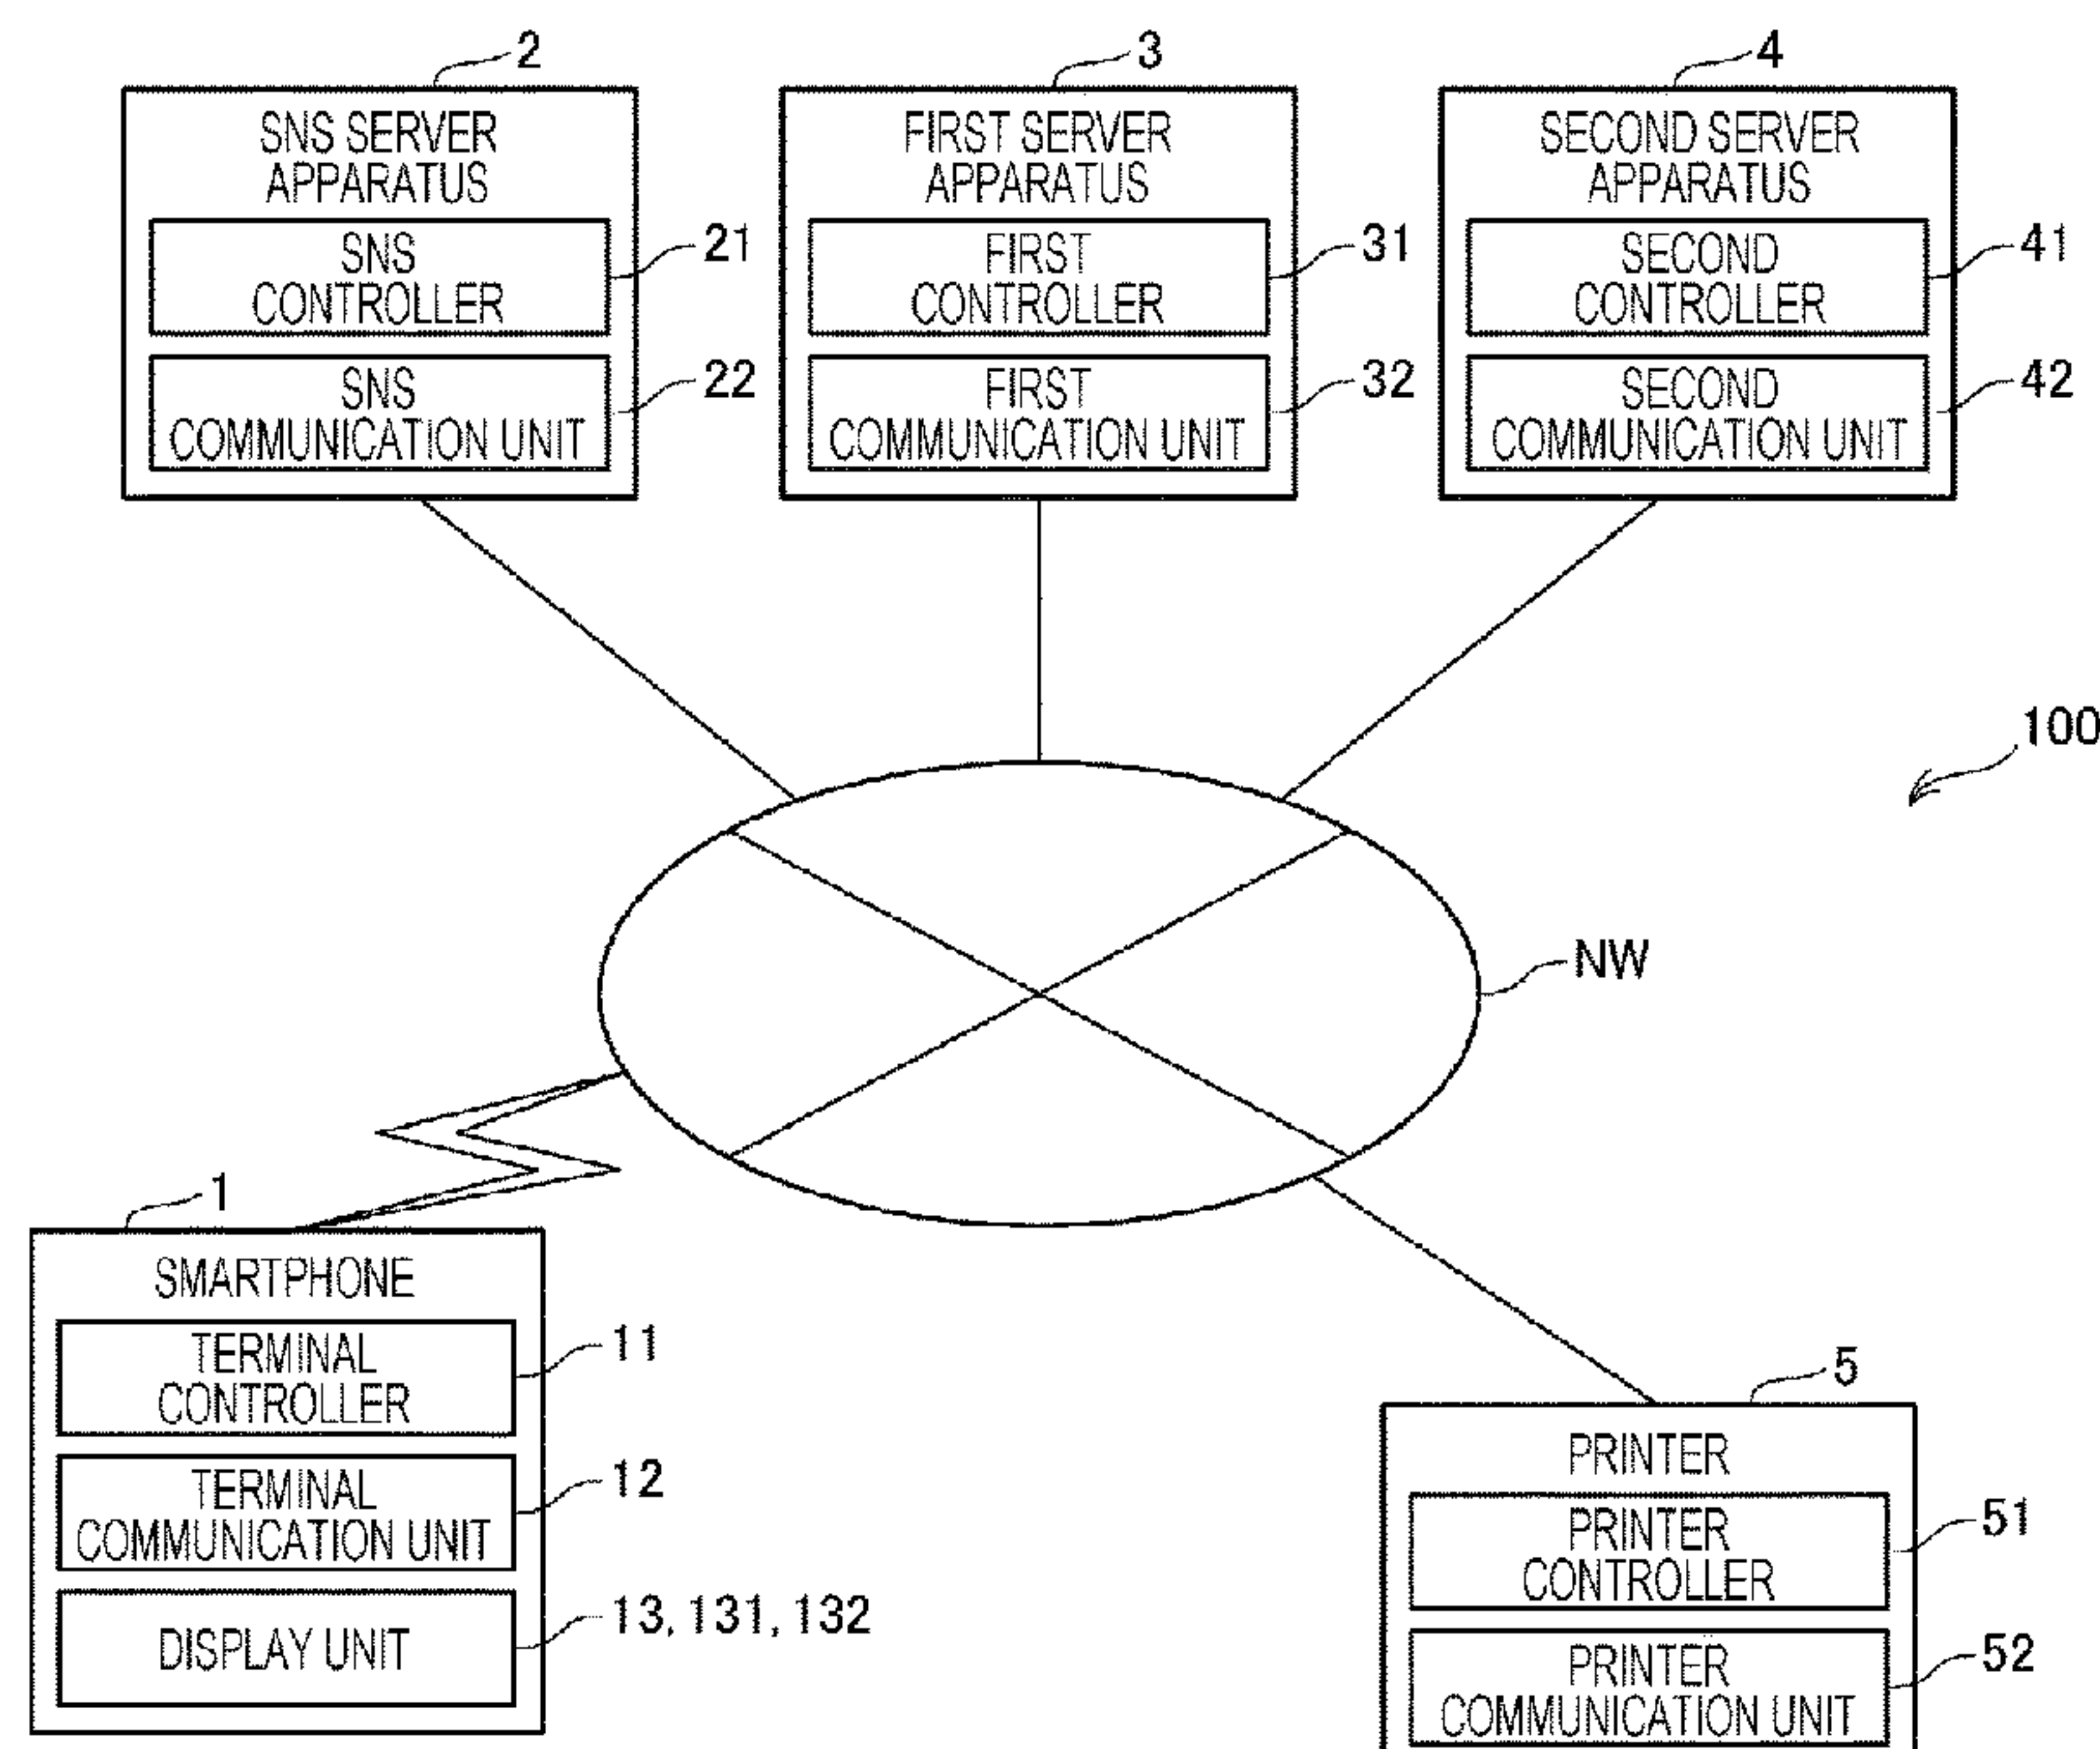 2
SNS SERVER
APPARATUS
SNS
CONTROLLER
21
SNS
COMMUNICATION UNIT
22
3
FIRST SERVER
APPARATUS
FIRST
CONTROLLER
31
FIRST
COMMUNICATION UNIT
32
4
SECOND SERVER
APPARATUS
SECOND
CONTROLLER
41
SECOND
COMMUNICATION UNIT
42
100
NW
1
SMARTPHONE
TERMINAL
CONTROLLER
11
TERMINAL
COMMUNICATION UNIT
12
DISPLAY UNIT
13, 131, 132
5
PRINTER
PRINTER
CONTROLLER
51
PRINTER
COMMUNICATION UNIT
52